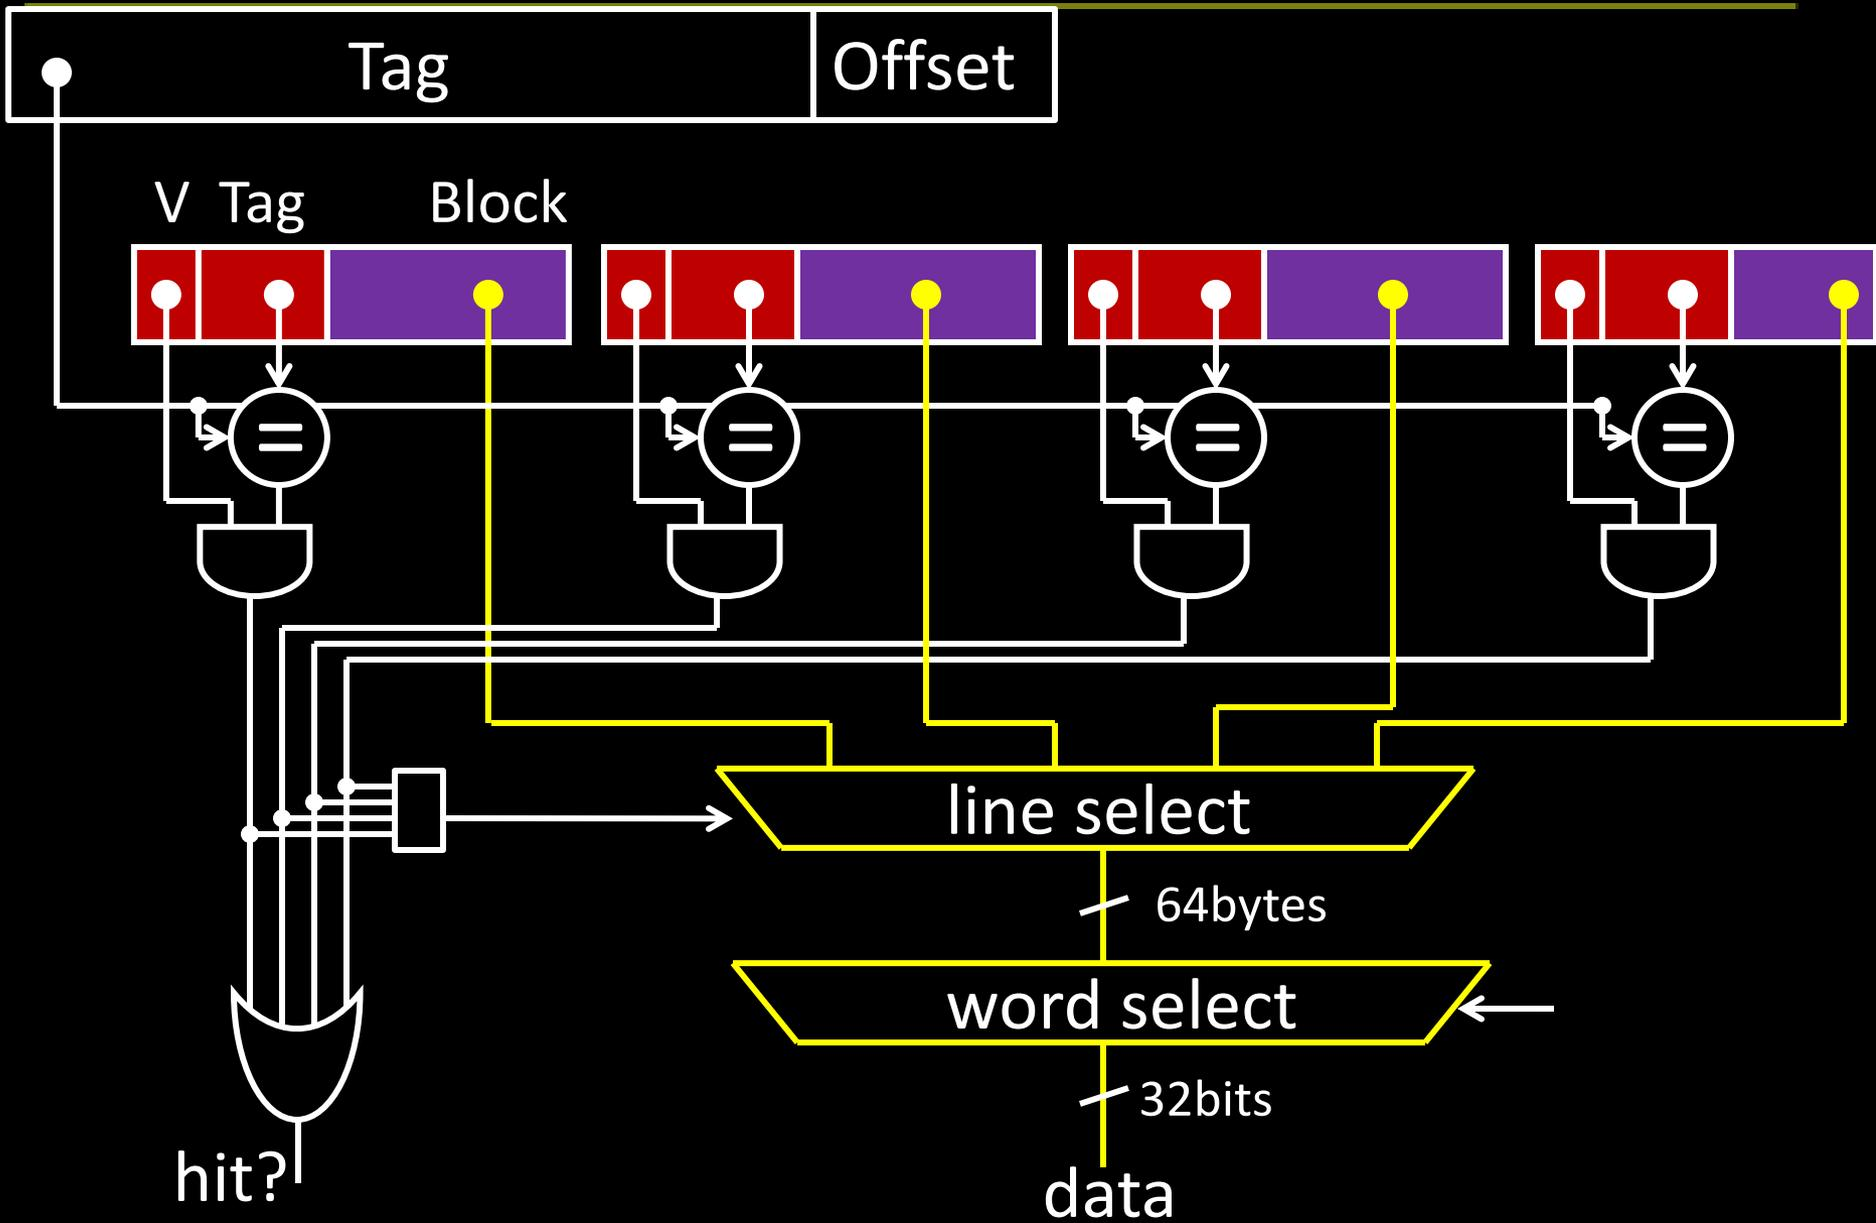 Tag Offset
V Tag Block
= = = =
line select
64bytes
word select
32bits
hit?
data